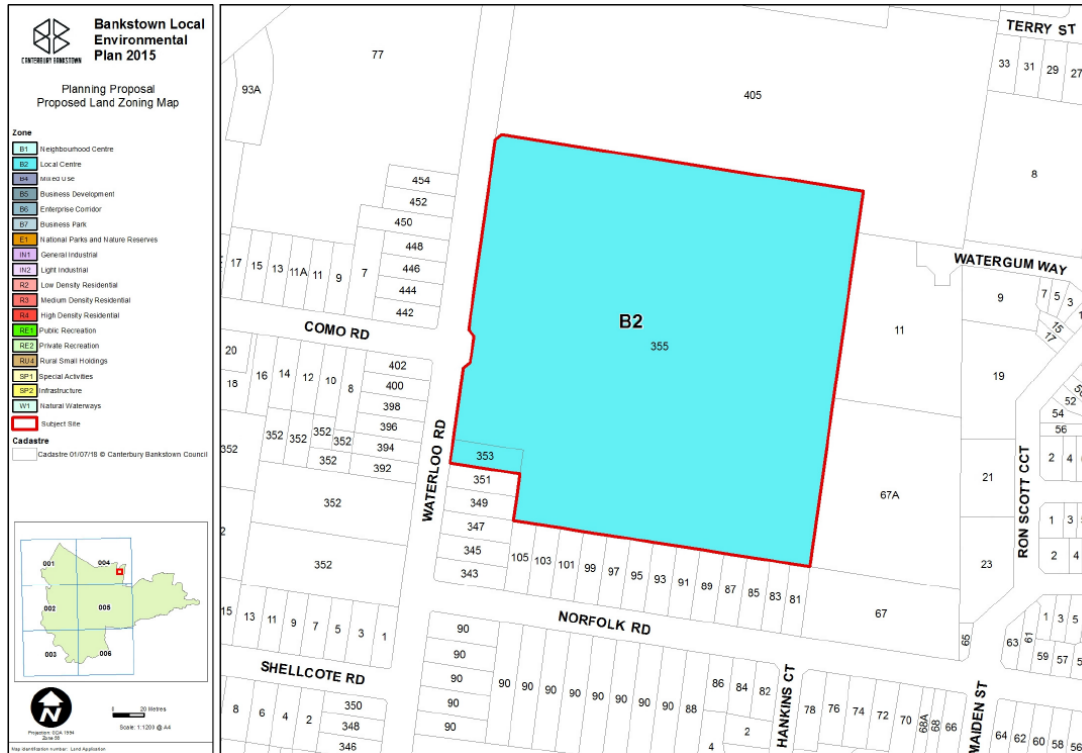 CANTERBURY BANKSTOWN
Bankstown Local
Environmental
Plan 2015
Planning Proposal
Proposed Land Zoning Map
Zone
B1 Neighbourhood Centre
B2 Local Centre
B4 Mixed Use
B5 Business Development
B6 Enterprise Corridor
B7 Business Park
E1 National Parks and Nature Reserves
IN1 General Industrial
IN2 Light Industrial
R2 Low Density Residential
R3 Medium Density Residential
R4 High Density Residential
RE1 Public Recreation
RE2 Private Recreation
RU4 Rural Small Holdings
SP1 Special Activities
SP2 Infrastructure
W1 Natural Waterways
Subject Site
Cadastre
Cadastre 01/07/18 © Canterbury Bankstown Council
001
004
002
005
003
006
N
20 Metres
Scale: 1:1200 @ A4
Projection: GDA 1994
Zone 56
Map identification number: Land Application
TERRY ST
33 31 29 27
77
93A
405
8
454
452
450
448
446
444
442
17 15 13 11A 11 9 7
COMO RD
WATERGUM WAY
9
7 5 3
15
17
11
19
B2
355
20
18 16 14 12 10 8
402
400
398
396
394
392
352 352 352 352 352
352
352
352
WATERLOO RD
353
351
349
347
345
343
105 103 101 99 97 95 93 91 89 87 85 83 81
67A
21
23
67
65
RON SCOTT CCT
52
54
56
2 4
1 3
2 4
1 3 5
63 61
59 57
NORFOLK RD
15 13 11 9 7 5 3 1
SHELLCOTE RD
8 6 4 2
350
348
346
90
90
90
90
90
90 90 90 90 90 90 90 88
86 84 82
2
4
HANKINS CT
78 76 74 72 70 68A 68 66
MAIDEN ST
64 62 60 58 56